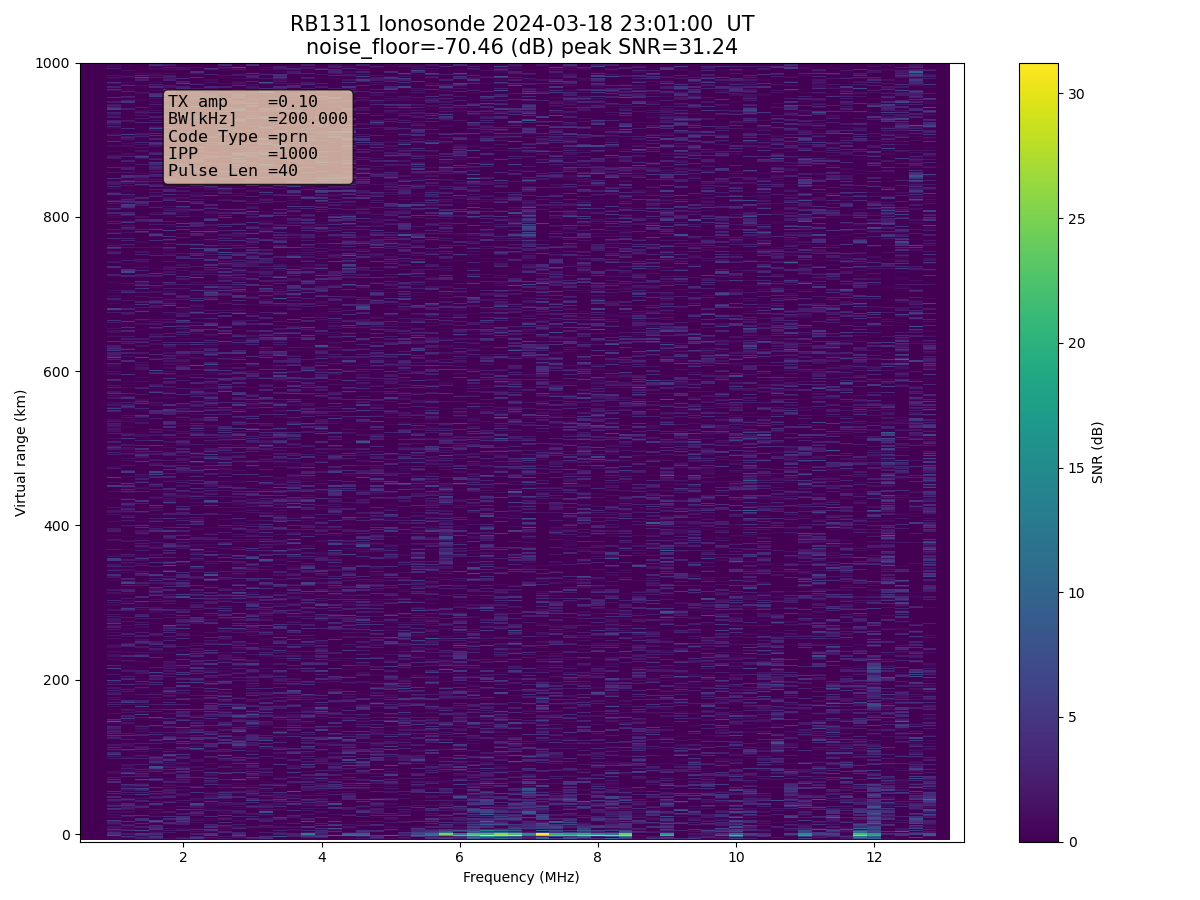 RB1311 Ionosonde 2024-03-18 23:01:00  UT
noise_floor=-70.46 (dB) peak SNR=31.24
TX amp    =0.10
BW[kHz]   =200.000
Code Type =prn
IPP       =1000
Pulse Len =40
1000
800
600
400
200
0
Virtual range (km)
2
4
6
8
10
12
Frequency (MHz)
30
25
20
15
10
5
0
SNR (dB)